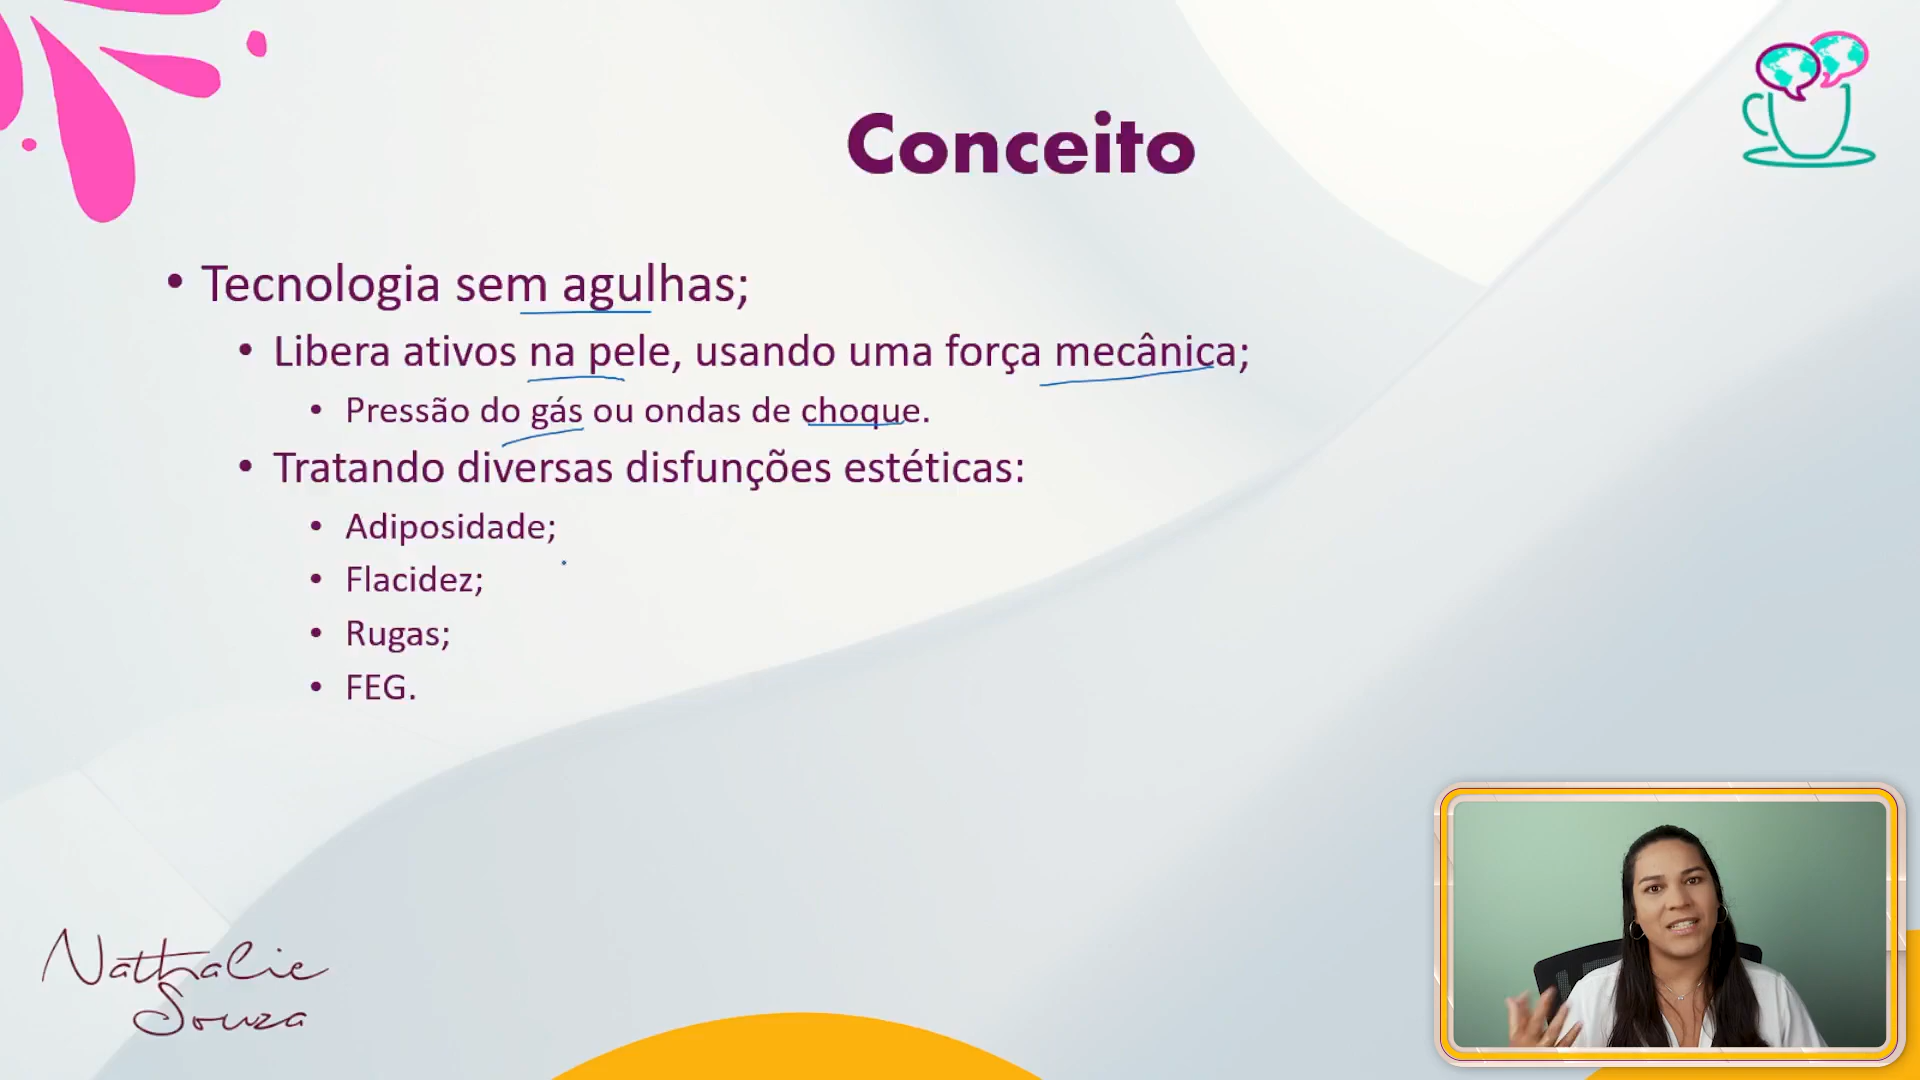 Conceito
• Tecnologia sem agulhas;
• Libera ativos na pele, usando uma força mecânica;
• Pressão do gás ou ondas de choque.
• Tratando diversas disfunções estéticas:
• Adiposidade;
• Flacidez;
• Rugas;
• FEG.
Nathalie
Souza